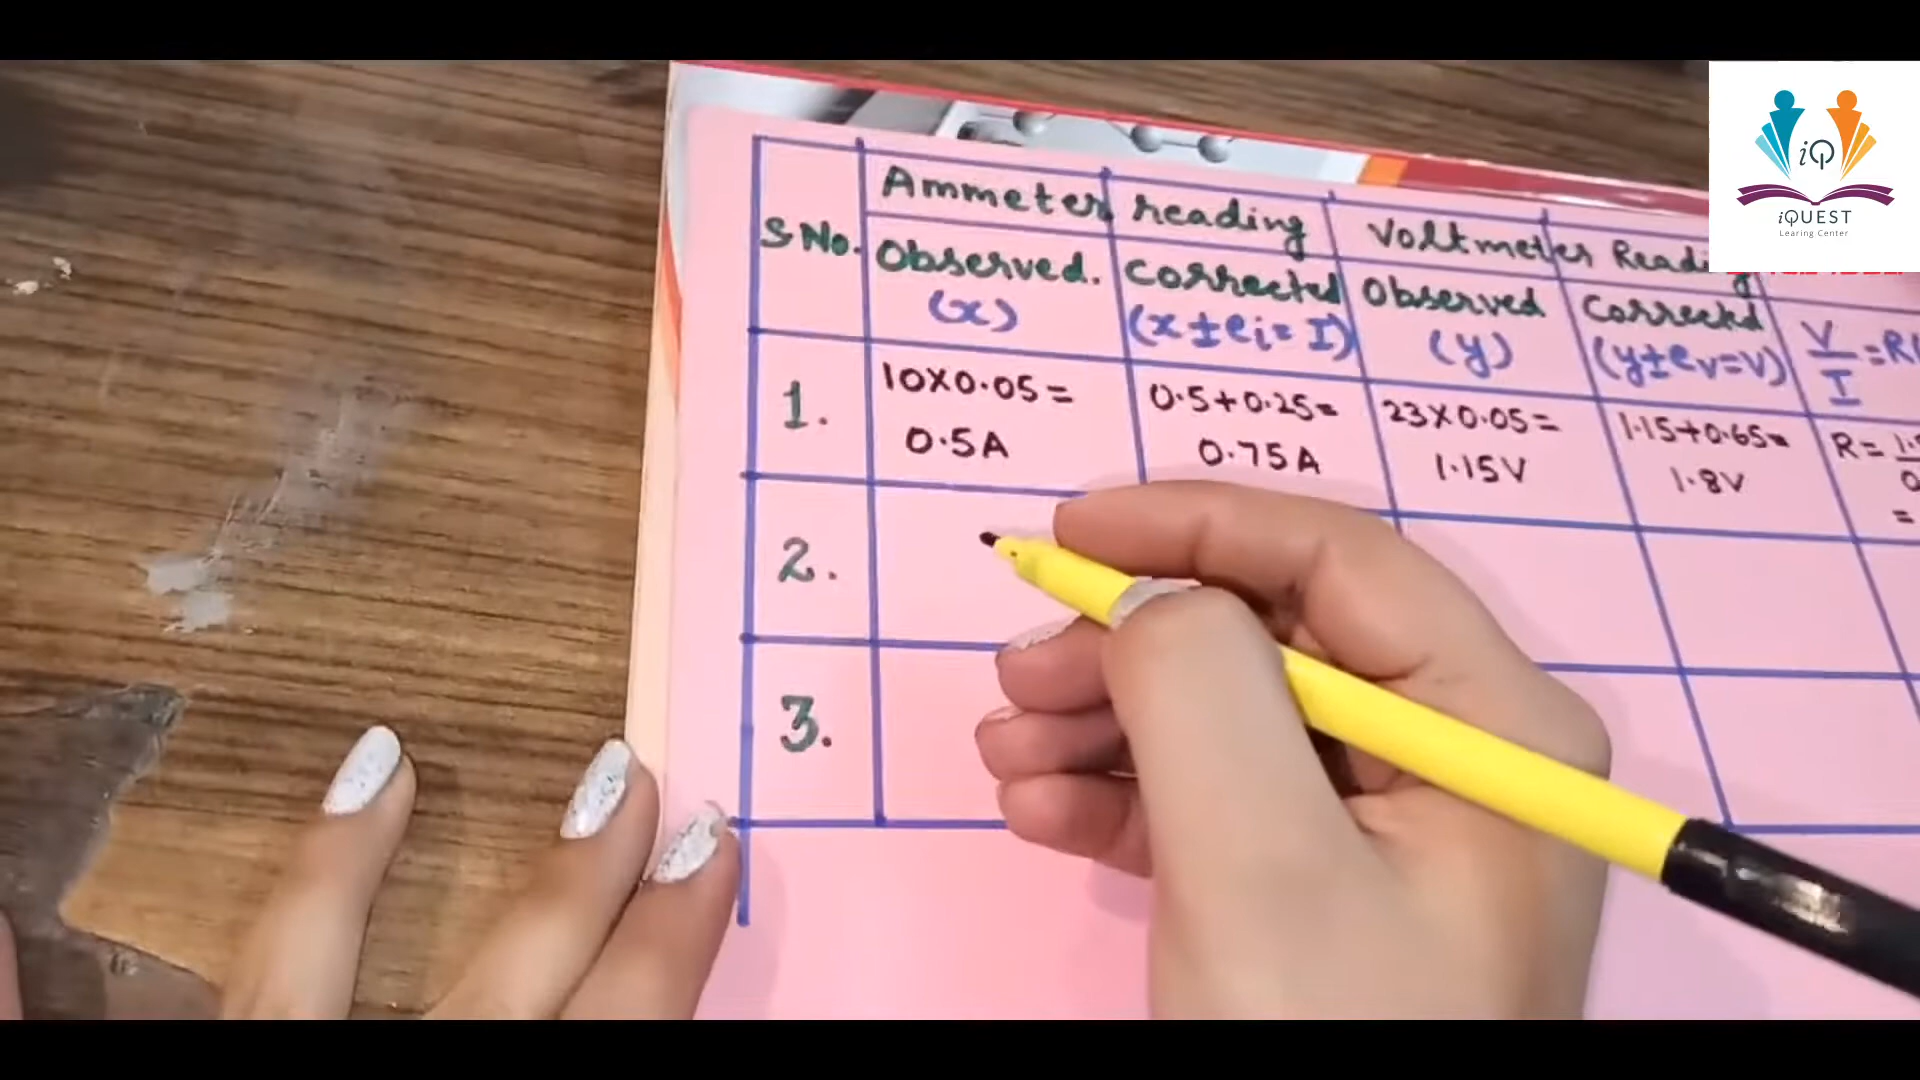 Ammeter reading
Voltmeter Reading
S No.
Observed.
(x)
Corrected
(x±ei= I)
Observed
(y)
Corrected
(y±ev=V)
V/I =R(
1.
10×0.05=
0.5A
0.5+0.25=
0.75A
23×0.05=
1.15V
1.15+0.65=
1.8V
R=
=
2.
3.
iQ
iQUEST
Learing Center